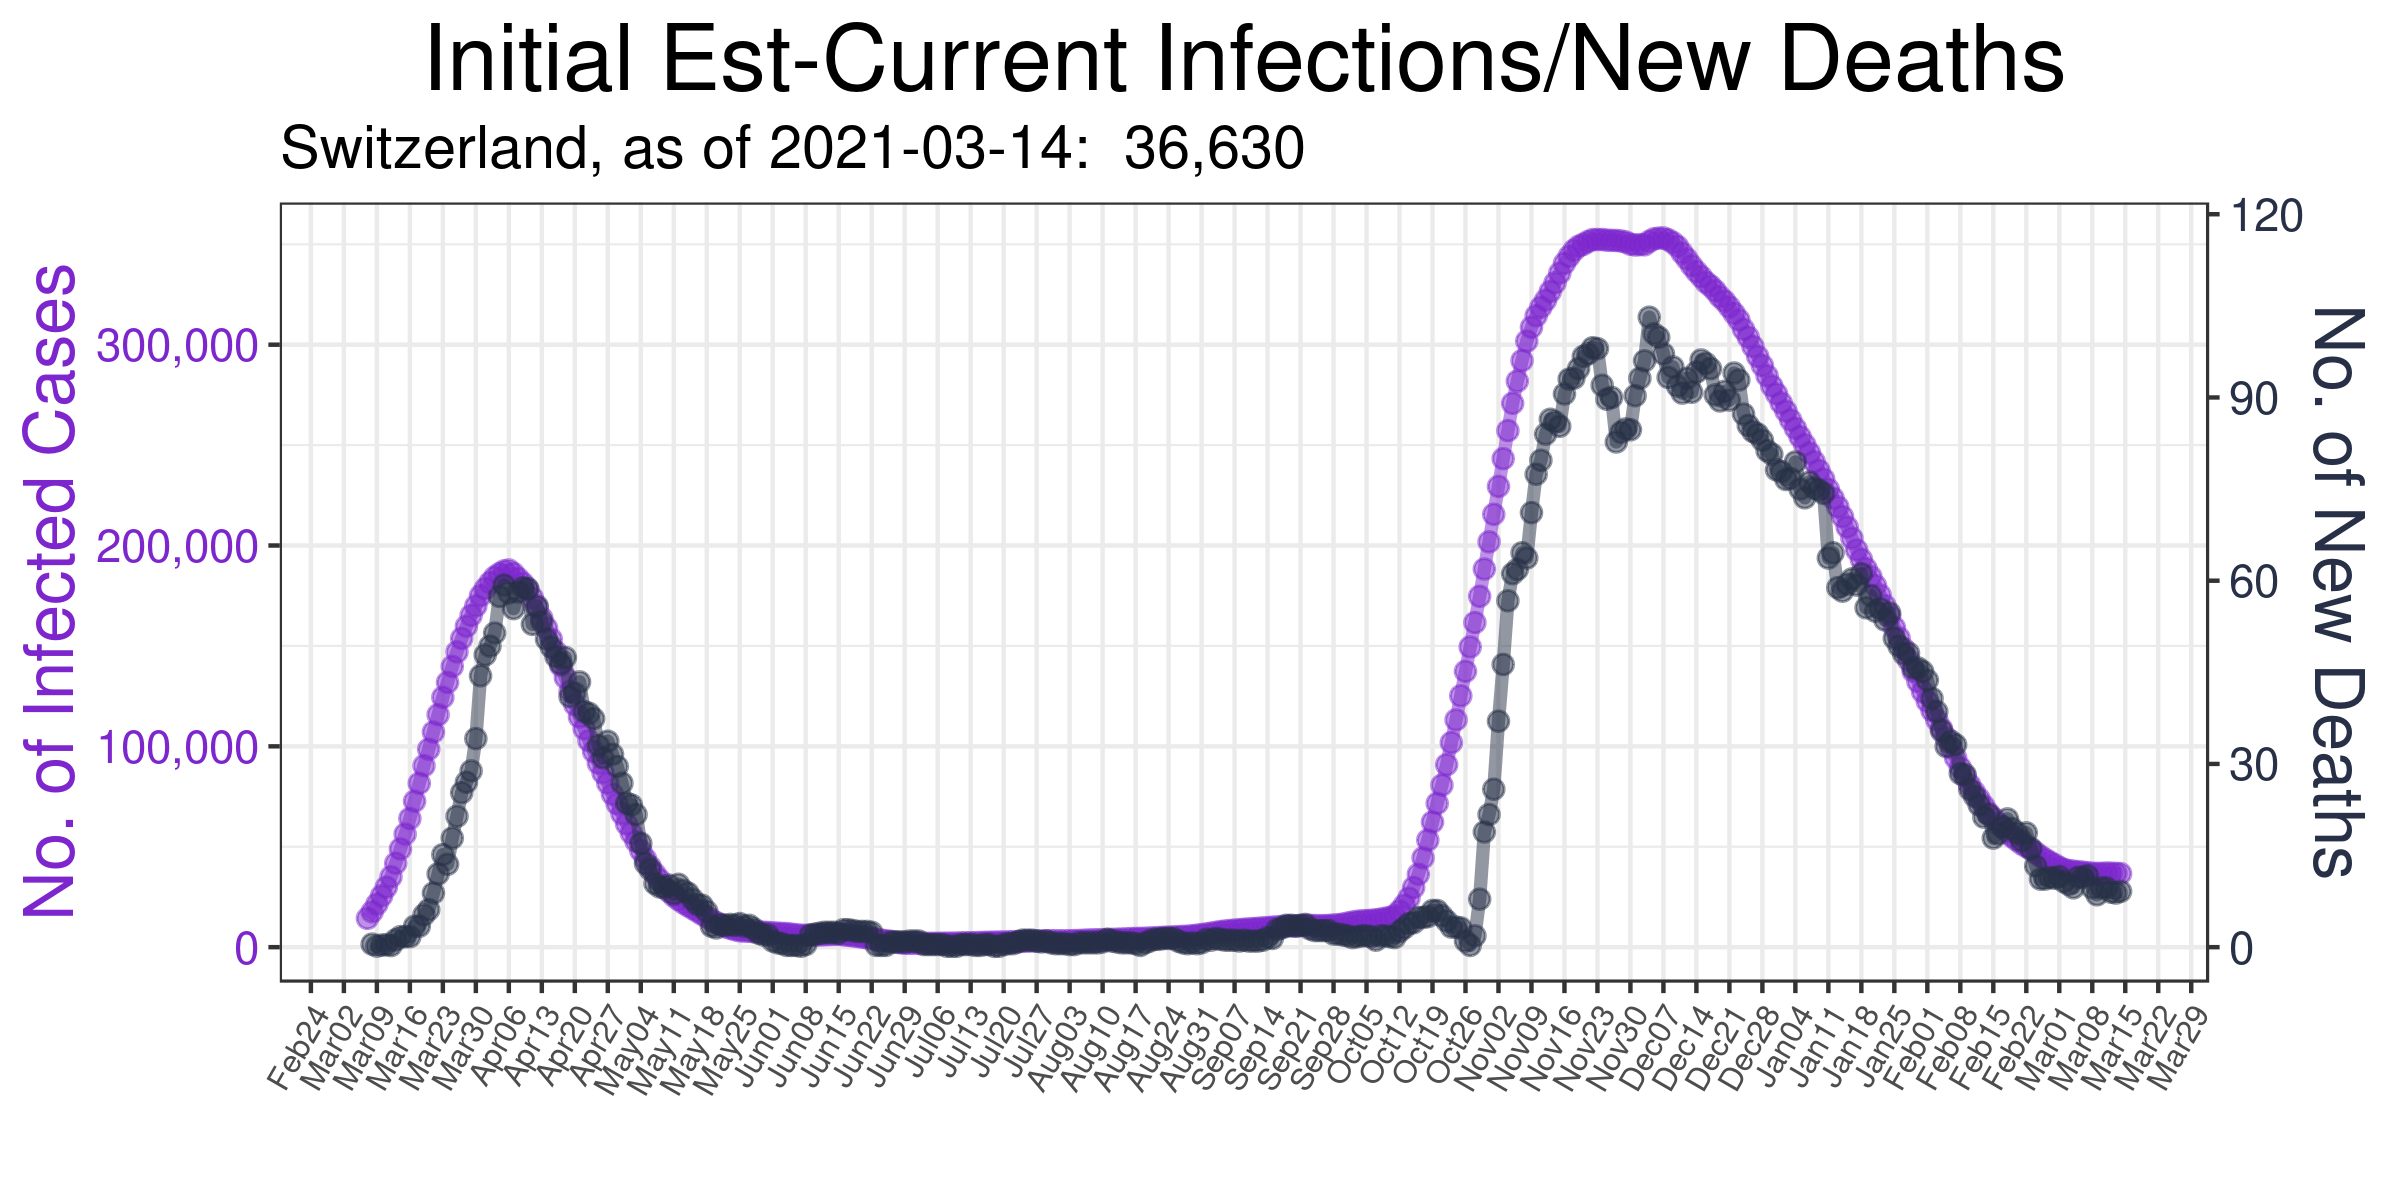 Initial Est-Current Infections/New Deaths
Switzerland, as of 2021-03-14:  36,630
No. of Infected Cases
300,000
200,000
100,000
0
120
90
60
30
0
No. of New Deaths
Feb24
Mar02
Mar09
Mar16
Mar23
Mar30
Apr06
Apr13
Apr20
Apr27
May04
May11
May18
May25
Jun01
Jun08
Jun15
Jun22
Jun29
Jul06
Jul13
Jul20
Jul27
Aug03
Aug10
Aug17
Aug24
Aug31
Sep07
Sep14
Sep21
Sep28
Oct05
Oct12
Oct19
Oct26
Nov02
Nov09
Nov16
Nov23
Nov30
Dec07
Dec14
Dec21
Dec28
Jan04
Jan11
Jan18
Jan25
Feb01
Feb08
Feb15
Feb22
Mar01
Mar08
Mar15
Mar22
Mar29